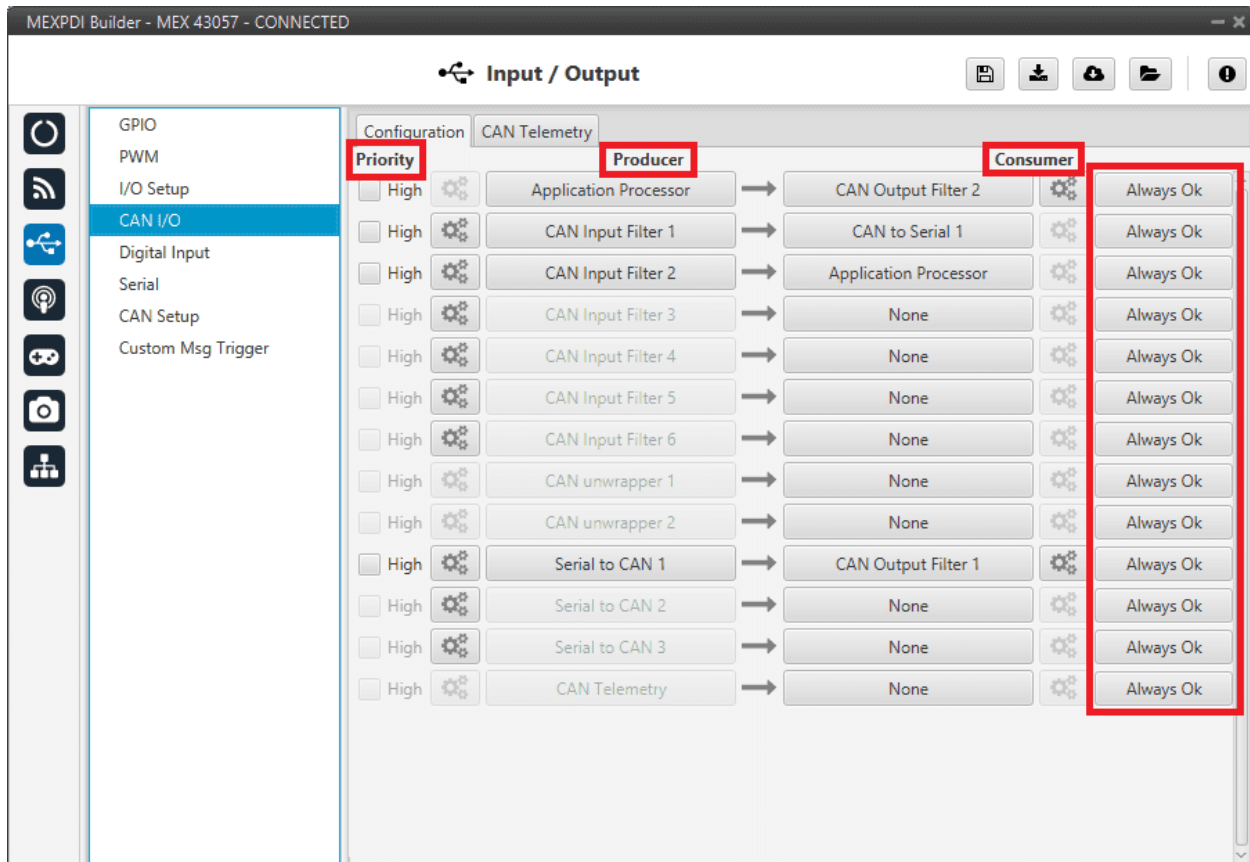 MEXPDI Builder - MEX 43057 - CONNECTED
Input / Output
GPIO
PWM
I/O Setup
CAN I/O
Digital Input
Serial
CAN Setup
Custom Msg Trigger
Configuration CAN Telemetry
Priority Producer Consumer
High Application Processor CAN Output Filter 2 Always Ok
High CAN Input Filter 1 CAN to Serial 1 Always Ok
High CAN Input Filter 2 Application Processor Always Ok
High CAN Input Filter 3 None Always Ok
High CAN Input Filter 4 None Always Ok
High CAN Input Filter 5 None Always Ok
High CAN Input Filter 6 None Always Ok
High CAN unwrapper 1 None Always Ok
High CAN unwrapper 2 None Always Ok
High Serial to CAN 1 CAN Output Filter 1 Always Ok
High Serial to CAN 2 None Always Ok
High Serial to CAN 3 None Always Ok
High CAN Telemetry None Always Ok